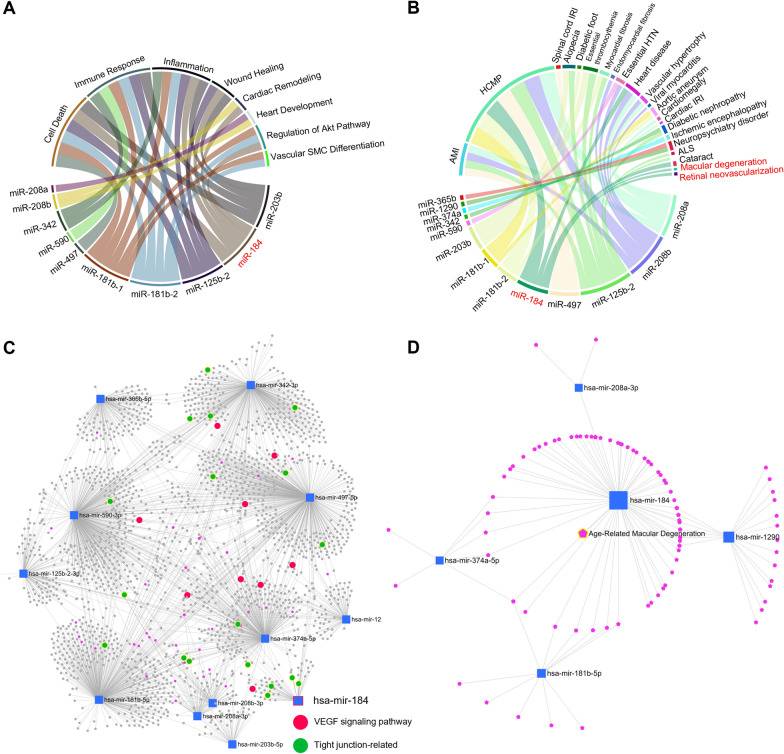 A
Cell Death
Immune Response
Inflammation
Wound Healing
Cardiac Remodeling
Heart Development
Regulation of Akt Pathway
Vascular SMC Differentiation
miR-208a
miR-208b
miR-342
miR-590
miR-497
miR-181b-1
miR-181b-2
miR-125b-2
miR-184
miR-203b
B
AMI
HCMP
Spinal cord IRI
Alopecia
Diabetic foot
Essential
thrombocythemia
Myocardial fibrosis
Endomyocardial fibrosis
Essential HTN
Heart disease
Vascular hypertrophy
Viral myocarditis
Aortic aneurysm
Cardiomegaly
Cardiac IRI
Diabetic nephropathy
Ischemic encephalopathy
Neuropsychiatry disorder
ALS
Cataract
Macular degeneration
Retinal neovascularization
miR-365b
miR-1290
miR-374a
miR-342
miR-590
miR-203b
miR-181b-1
miR-181b-2
miR-184
miR-497
miR-125b-2
miR-208b
miR-208a
C
hsa-mir-342-3p
hsa-mir-365b-5p
hsa-mir-497-5p
hsa-mir-590-3p
hsa-mir-125b-2-3p
hsa-mir-12
hsa-mir-374a-5p
hsa-mir-181b-5p
hsa-mir-208b-3p
hsa-mir-208a-3p
hsa-mir-203b-5p
hsa-mir-184
VEGF signaling pathway
Tight junction-related
D
hsa-mir-208a-3p
hsa-mir-184
Age-Related Macular Degeneration
hsa-mir-1290
hsa-mir-374a-5p
hsa-mir-181b-5p